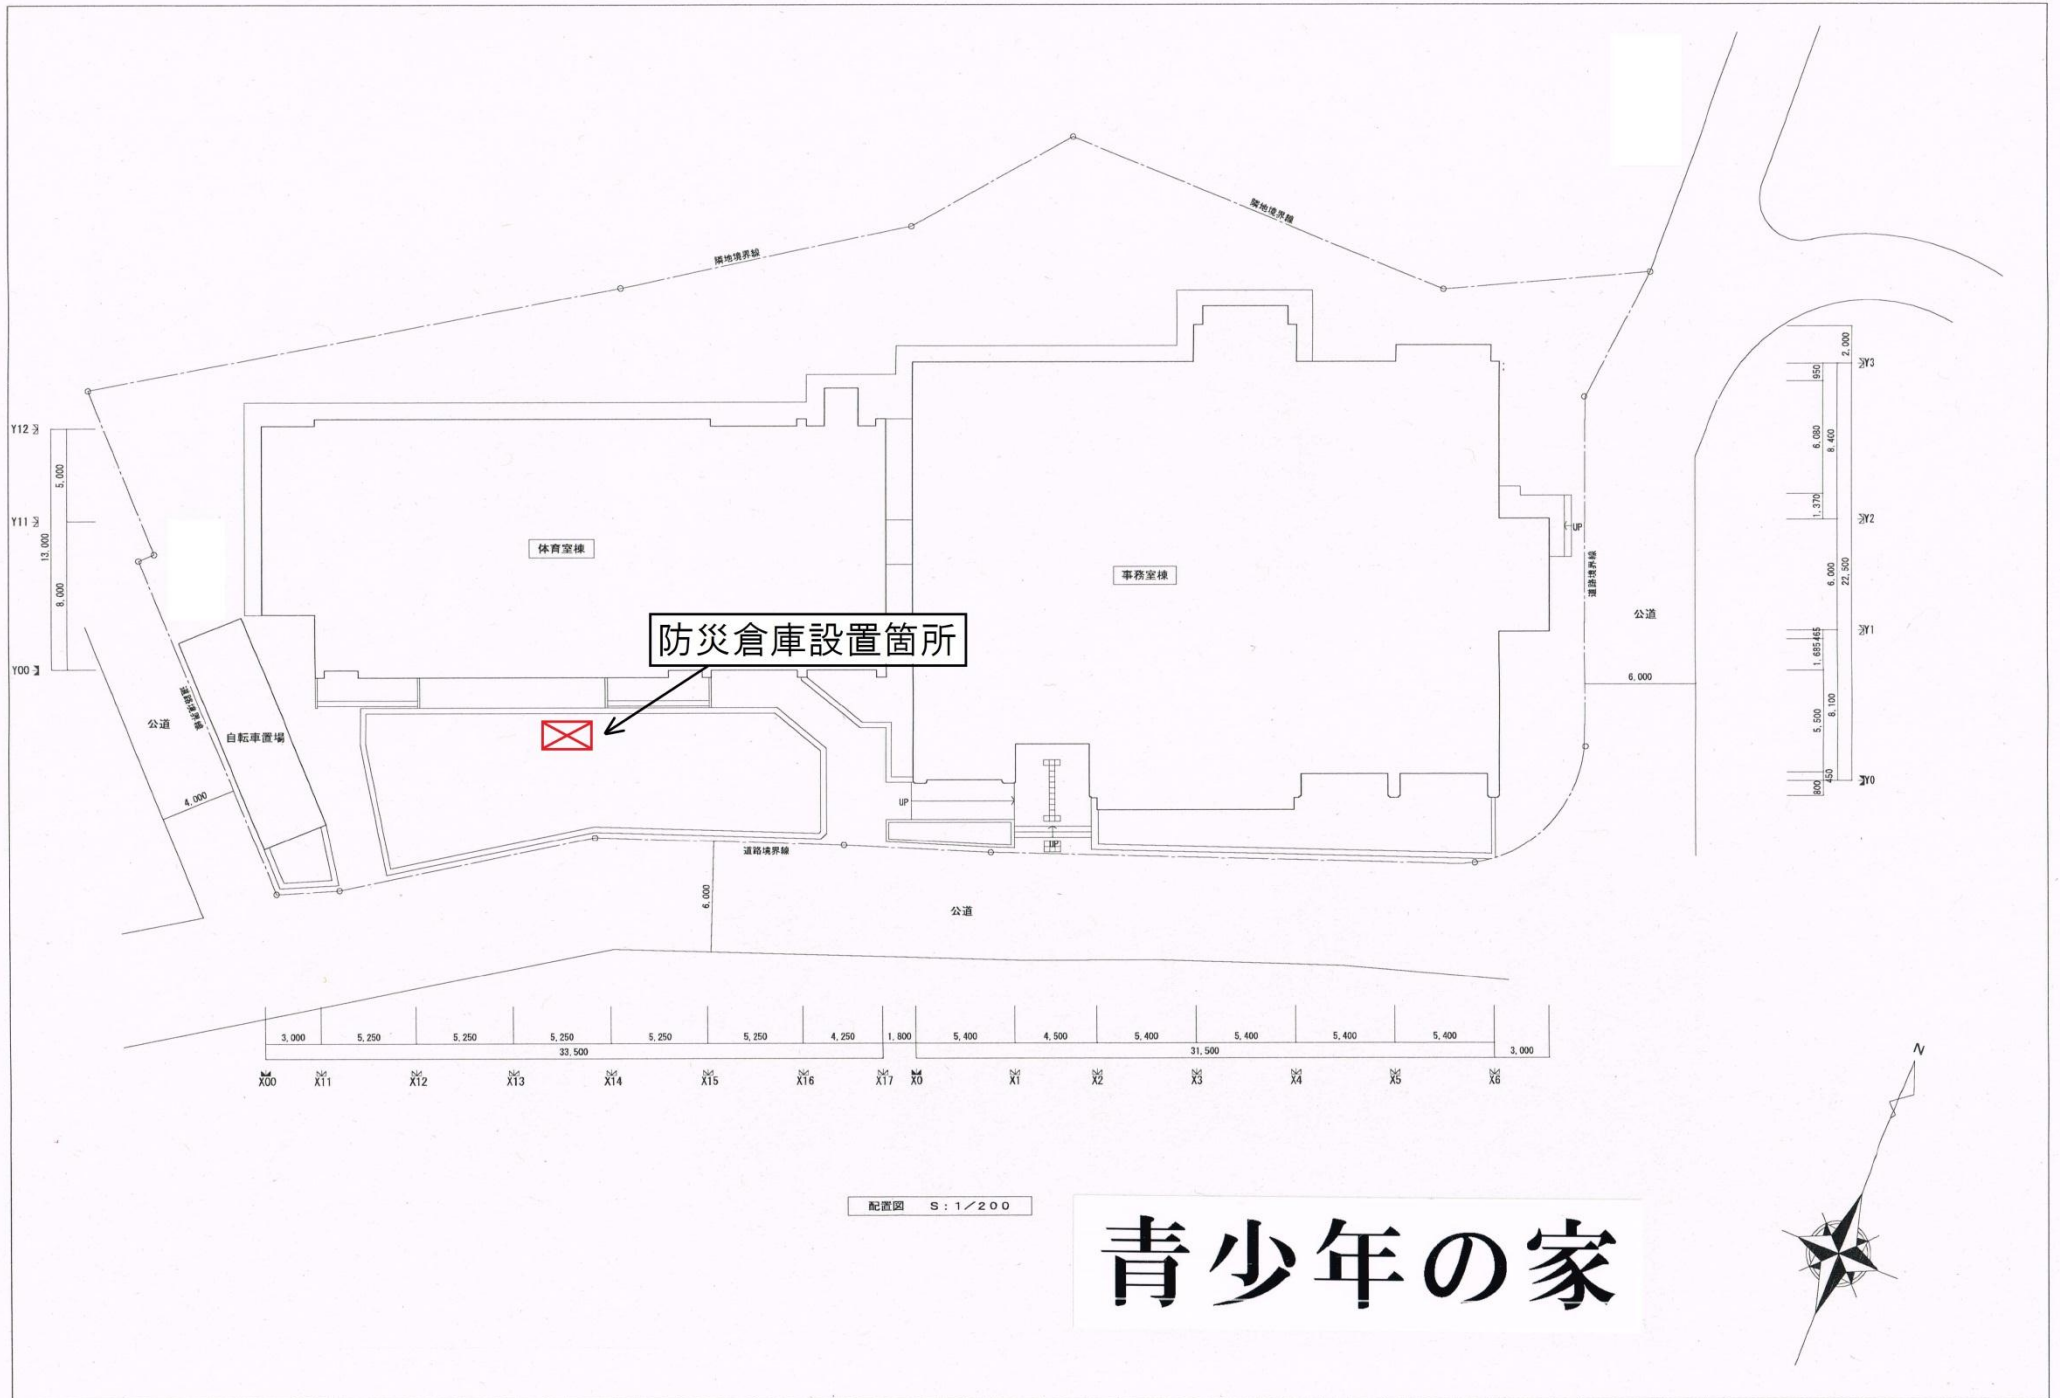 隣地境界線
隣地境界線
Y12
5,000
Y11
13,000
8,000
Y00
体育室棟
事務室棟
防災倉庫設置箇所
UP
道路境界線
公道
6,000
2,000
Y3
950
6,080
8,400
1,370
Y2
6,000
22,500
Y1
465
1,685
5,500
8,100
450
800
Y0
道路境界線
公道
自転車置場
4,000
UP
UP
道路境界線
6,000
公道
3,000 5,250 5,250 5,250 5,250 5,250 4,250 1,800 5,400 4,500 5,400 5,400 5,400 5,400
33,500 31,500 3,000
X00 X11 X12 X13 X14 X15 X16 X17 X0 X1 X2 X3 X4 X5 X6
N
配置図 S:1/200
青少年の家